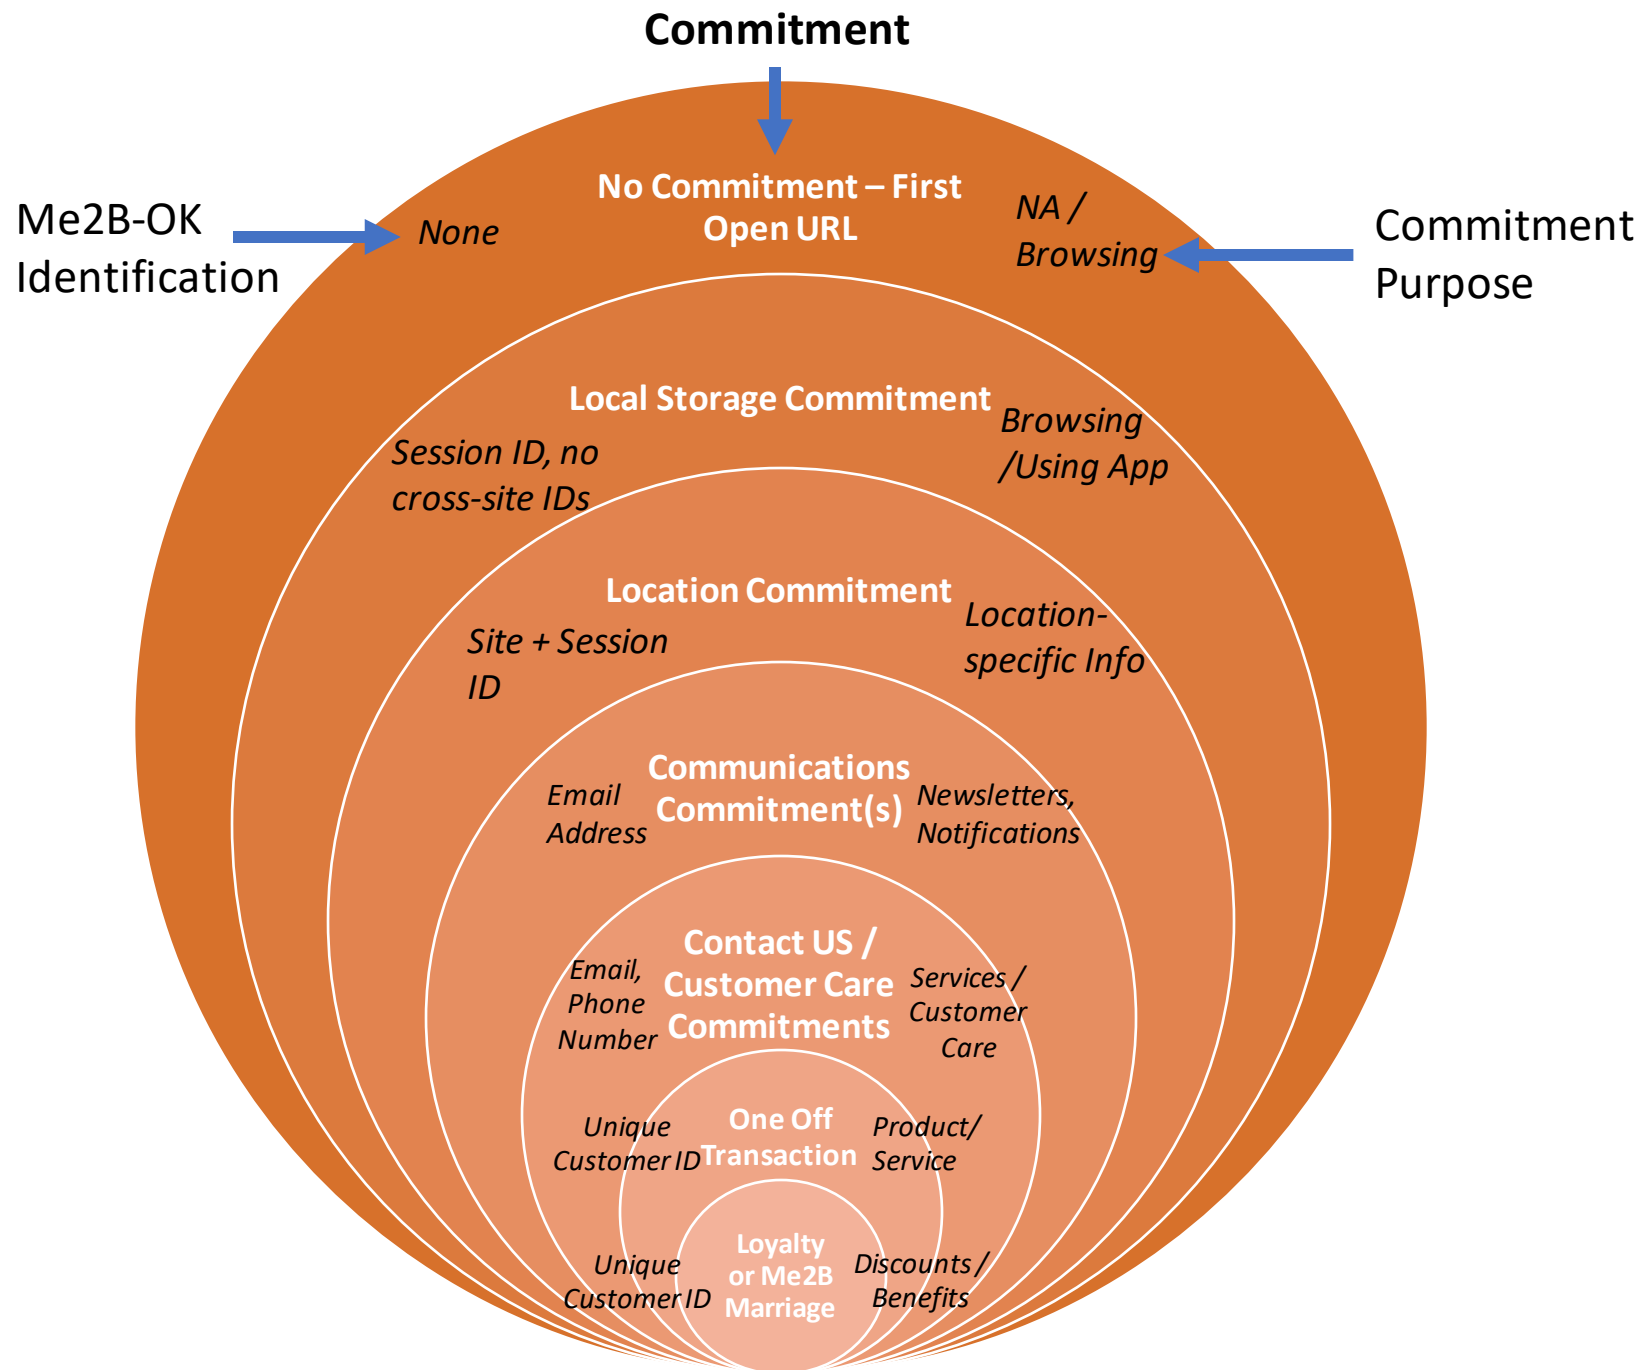 Commitment
Me2B-OK
Identification
None
No Commitment – First
Open URL
NA /
Browsing
Commitment
Purpose
Local Storage Commitment
Session ID, no
cross-site IDs
Browsing
/Using App
Location Commitment
Site + Session
ID
Location-
specific Info
Communications
Commitment(s)
Email
Address
Newsletters,
Notifications
Contact US /
Customer Care
Commitments
Email,
Phone
Number
Services /
Customer
Care
One Off
Transaction
Unique
Customer ID
Product/
Service
Loyalty
or Me2B
Marriage
Unique
Customer ID
Discounts /
Benefits